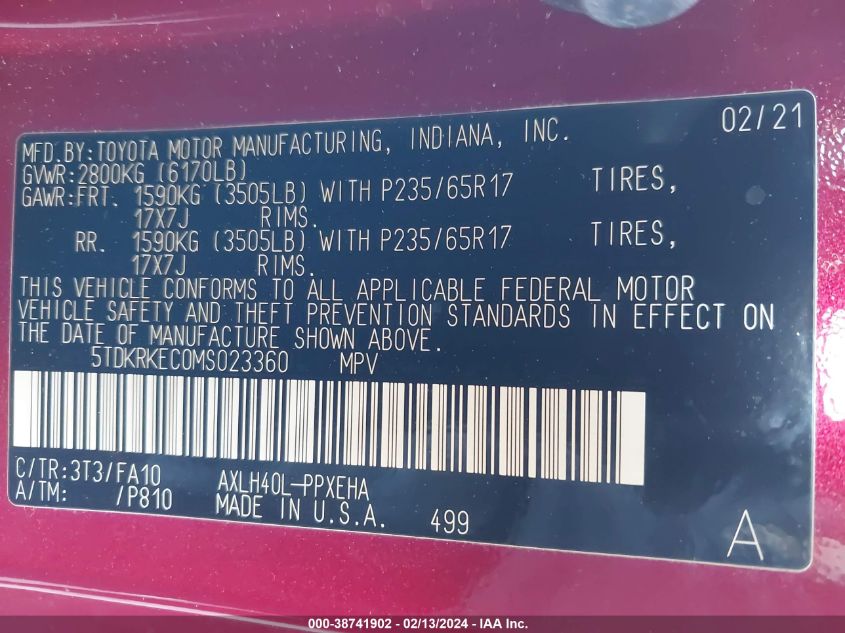 02/21
MFD.BY:TOYOTA MOTOR MANUFACTURING, INDIANA, INC.
GVWR:2800KG (6170LB)
GAWR:FRT. 1590KG (3505LB) WITH P235/65R17 TIRES,
17X7J RIMS.
RR. 1590KG (3505LB) WITH P235/65R17 TIRES,
17X7J RIMS.
THIS VEHICLE CONFORMS TO ALL APPLICABLE FEDERAL MOTOR
VEHICLE SAFETY AND THEFT PREVENTION STANDARDS IN EFFECT ON
THE DATE OF MANUFACTURE SHOWN ABOVE.
5TDKRKEC0MS023360 MPV
C/TR:3T3/FA10 AXLH40L-PPXEHA
A/TM: /P810 MADE IN U.S.A. 499 A
000-38741902 - 02/13/2024 - IAA Inc.